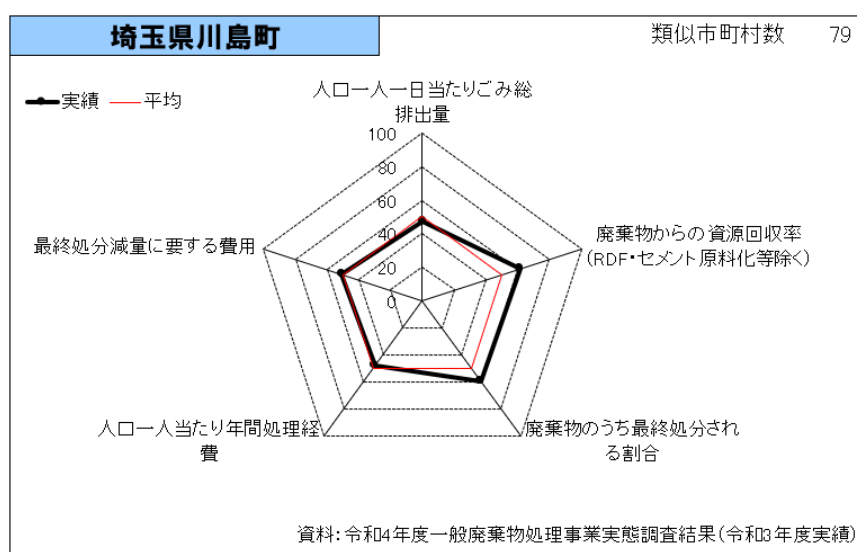 埼玉県川島町
類似市町村数 79
実績 平均
人口一人一日当たりごみ総
排出量
100
80
60
40
20
0
廃棄物からの資源回収率
(RDF・セメント原料化等除く)
最終処分減量に要する費用
人口一人当たり年間処理経
費
廃棄物のうち最終処分され
る割合
資料:令和4年度一般廃棄物処理事業実態調査結果(令和3年度実績)